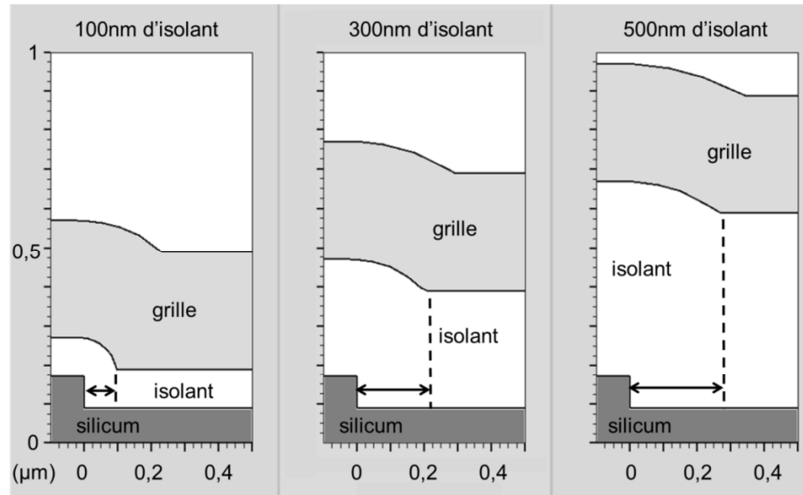 100nm d'isolant
300nm d'isolant
500nm d'isolant
1
0,5
0
grille
isolant
silicum
grille
isolant
silicum
grille
isolant
silicum
(µm) 0 0,2 0,4
0 0,2 0,4
0 0,2 0,4